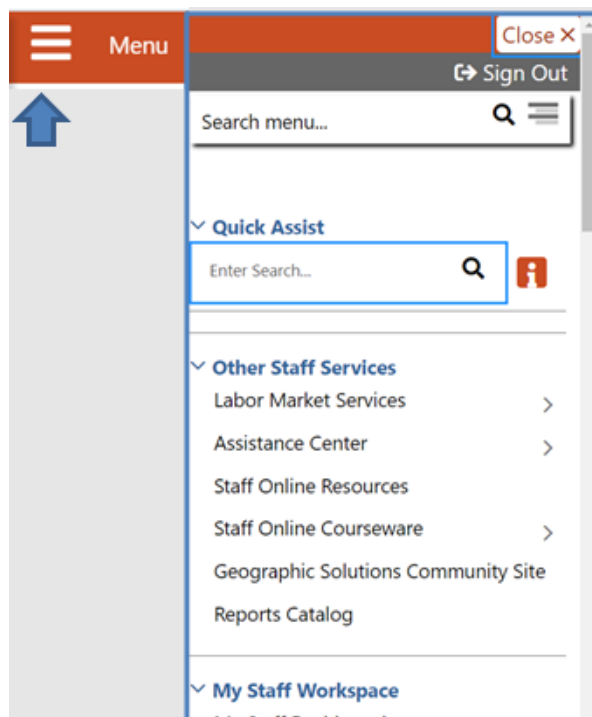 Menu
Close ×
Sign Out
Search menu...
Quick Assist
Enter Search...
Other Staff Services
Labor Market Services
Assistance Center
Staff Online Resources
Staff Online Courseware
Geographic Solutions Community Site
Reports Catalog
My Staff Workspace